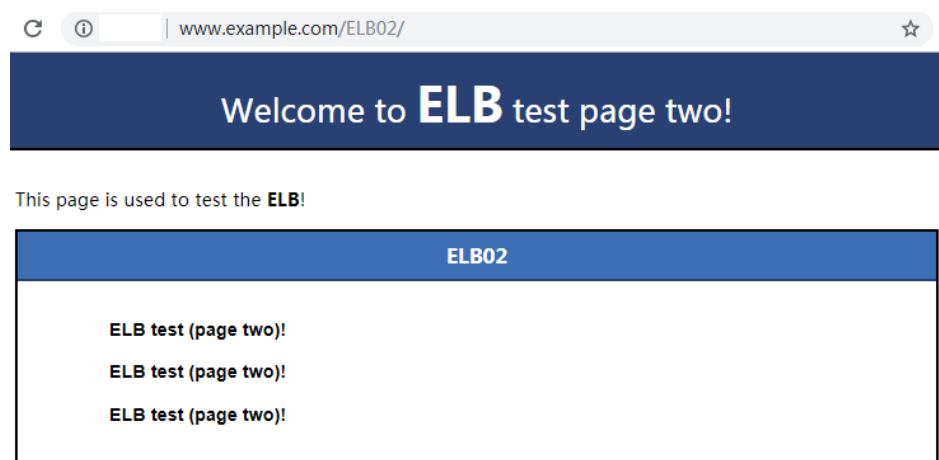 www.example.com/ELB02/
Welcome to ELB test page two!
This page is used to test the ELB!
ELB02
ELB test (page two)!
ELB test (page two)!
ELB test (page two)!